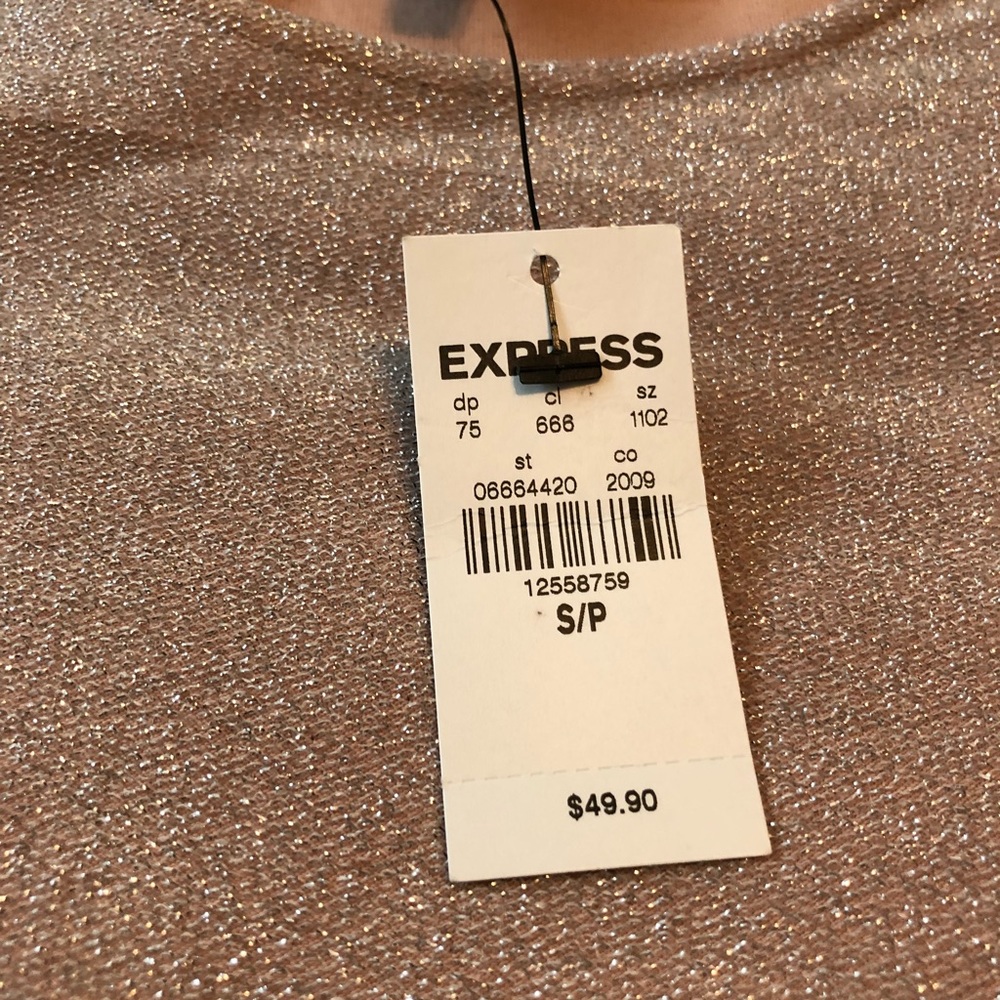 EXPRESS
dp cl sz
75 666 1102
st co
06664420 2009
12558759
S/P
$49.90